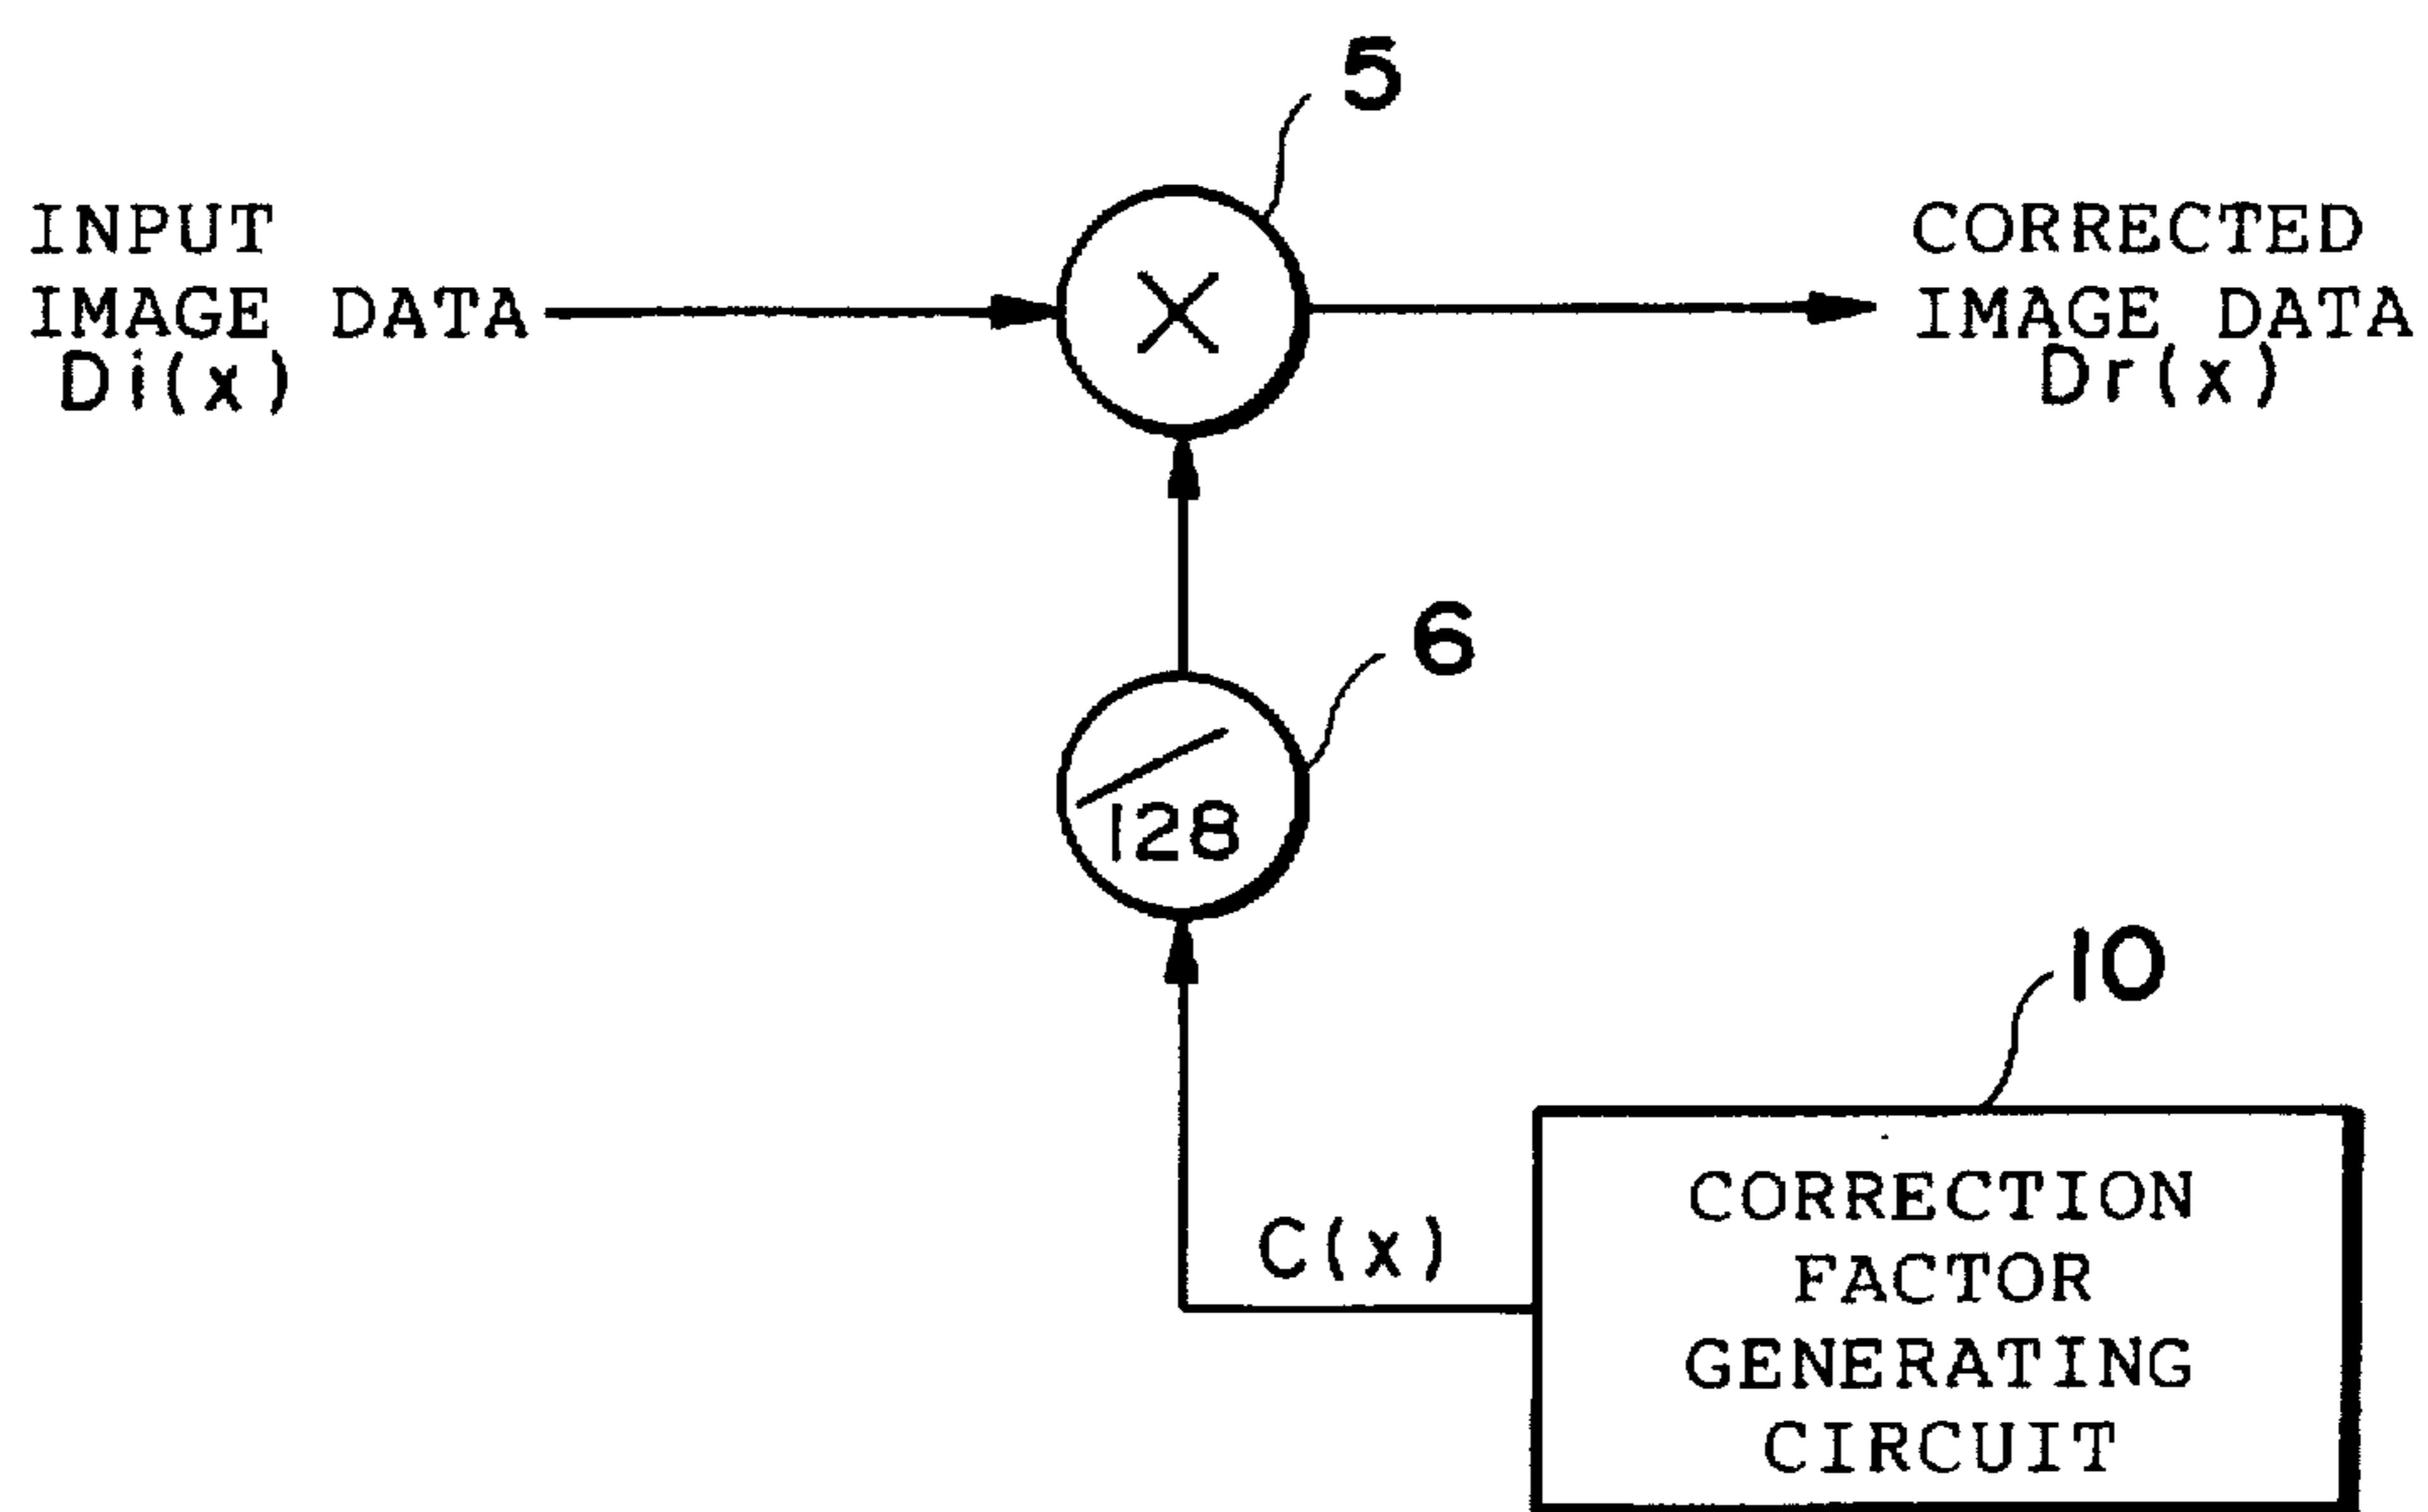 5
INPUT
IMAGE DATA
Di(x)
×
CORRECTED
IMAGE DATA
Dr(x)
6
/
128
10
C(x)
CORRECTION
FACTOR
GENERATING
CIRCUIT